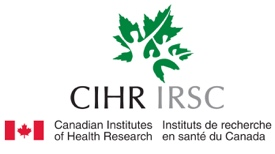 CIHR IRSC
Canadian Institutes of Health Research
Instituts de recherche en santé du Canada